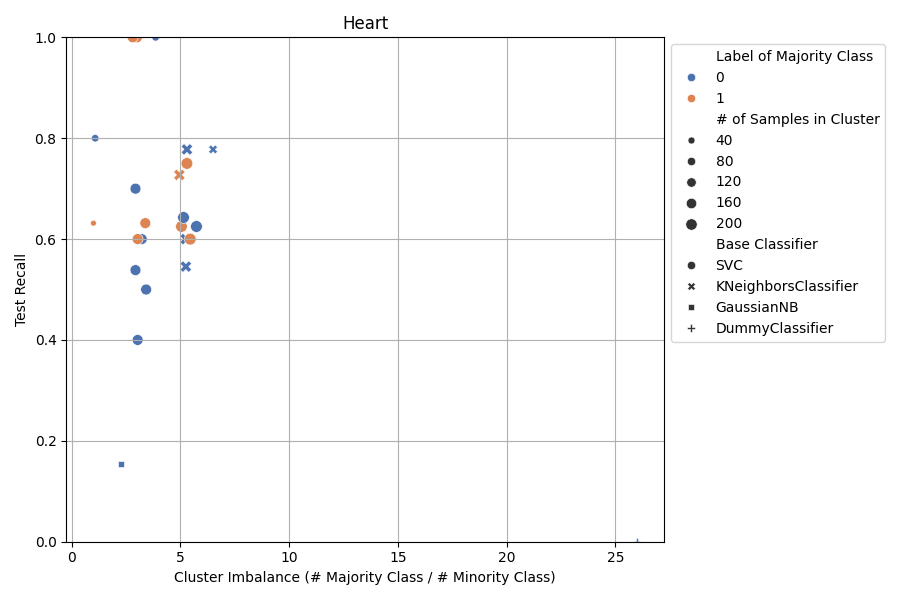 Heart
1.0
0.8
0.6
0.4
0.2
0.0
Test Recall
0 5 10 15 20 25
Cluster Imbalance (# Majority Class / # Minority Class)
Label of Majority Class
0
1
# of Samples in Cluster
40
80
120
160
200
Base Classifier
SVC
KNeighborsClassifier
GaussianNB
DummyClassifier